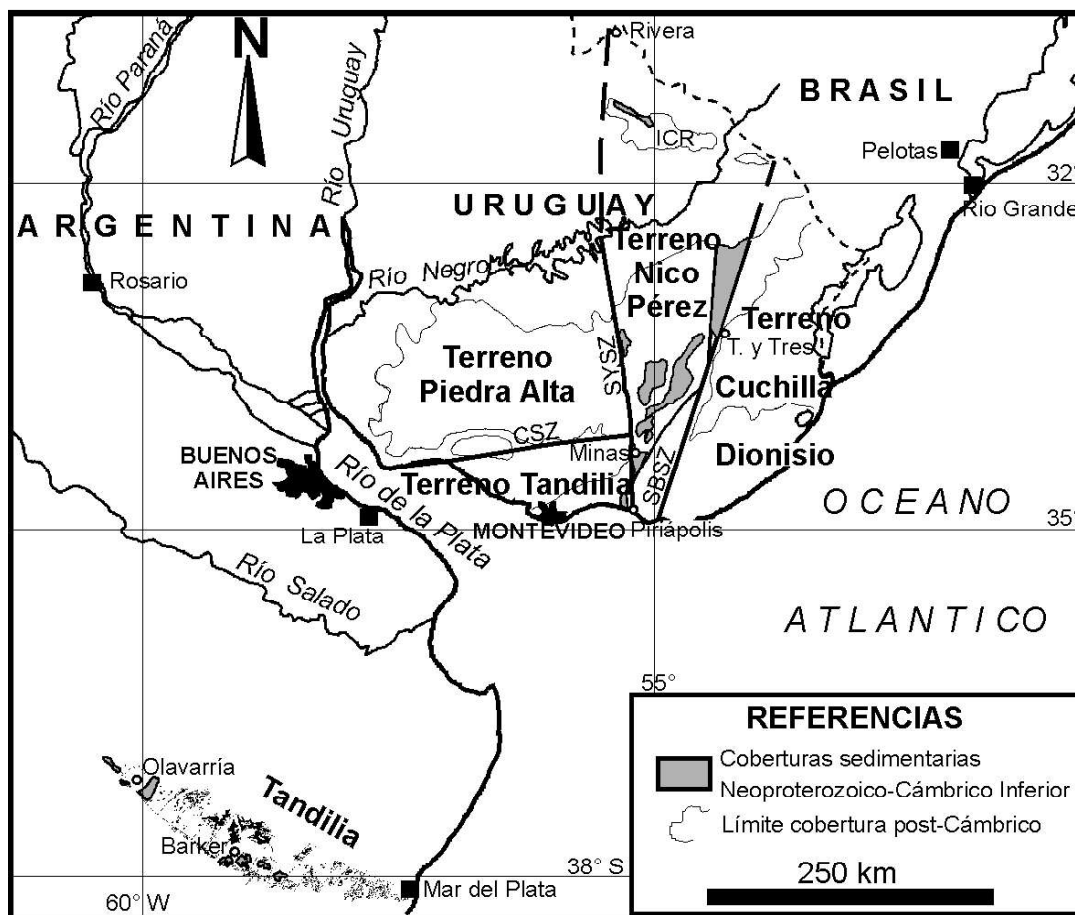 N
Río Paraná
Río Uruguay
Rivera
BRASIL
ICR
Pelotas
32°
Rio Grande
ARGENTINA
URUGUAY
Terreno
Nico
Pérez
Río Negro
Rosario
Terreno
T. y Tres
Cuchilla
Dionisio
Terreno
Piedra Alta
SYSZ
CSZ
Minas
SBSZ
BUENOS
AIRES
Río de la Plata
Terreno Tandilia
OCEANO
MONTEVIDEO
Piriápolis
35°
La Plata
Río Salado
ATLANTICO
55°
REFERENCIAS
Coberturas sedimentarias
Neoproterozoico-Cámbrico Inferior
Límite cobertura post-Cámbrico
250 km
Olavarría
Tandilia
Barker
38° S
Mar del Plata
60° W